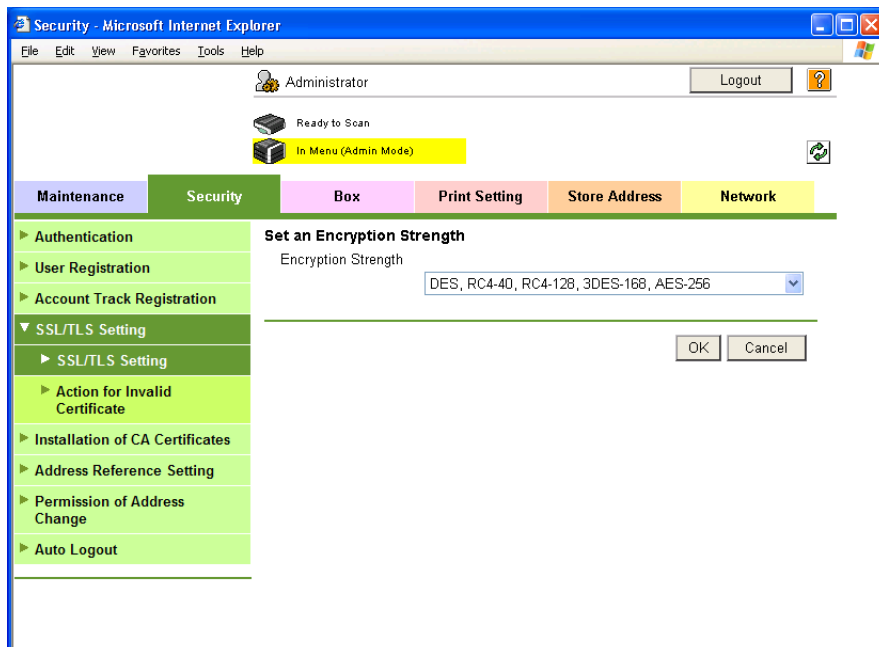 Security - Microsoft Internet Explorer
File Edit View Favorites Tools Help
Administrator
Logout
?
Ready to Scan
In Menu (Admin Mode)
Maintenance Security Box Print Setting Store Address Network
Authentication
User Registration
Account Track Registration
SSL/TLS Setting
SSL/TLS Setting
Action for Invalid
Certificate
Installation of CA Certificates
Address Reference Setting
Permission of Address
Change
Auto Logout
Set an Encryption Strength
Encryption Strength
DES, RC4-40, RC4-128, 3DES-168, AES-256
OK Cancel